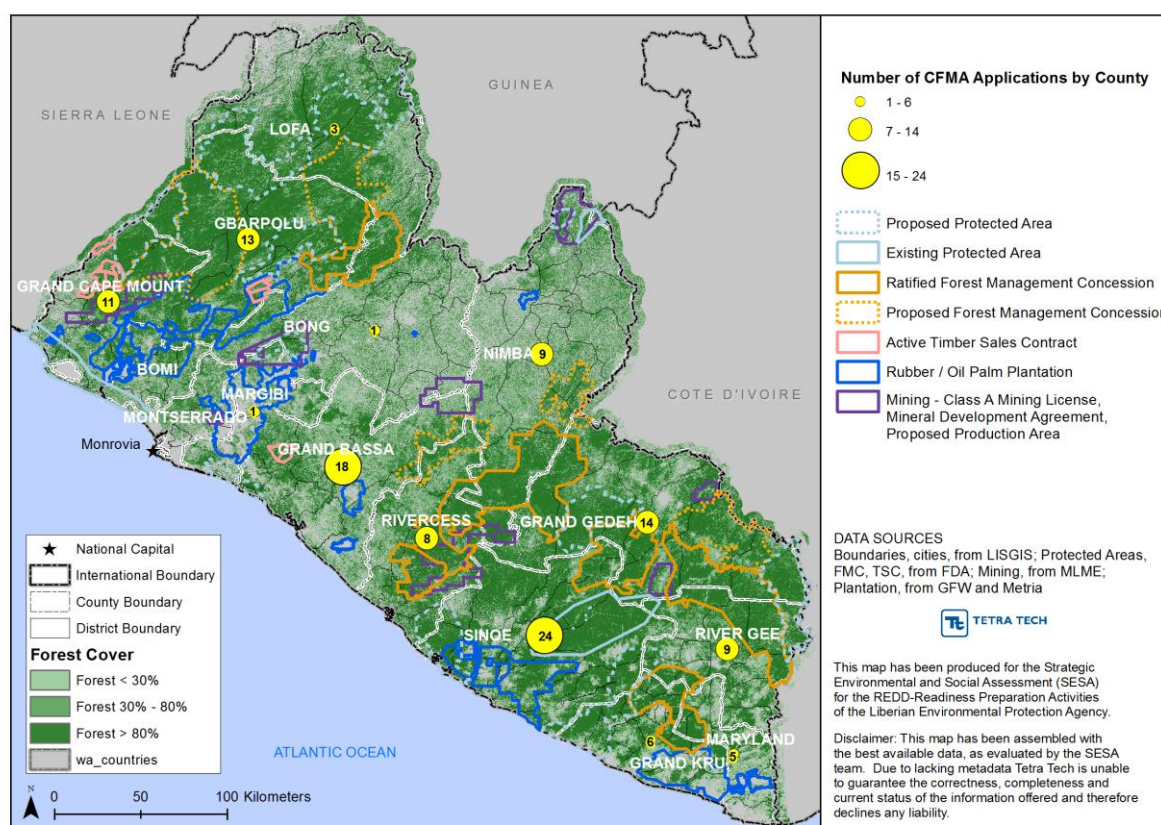 GUINEA
SIERRA LEONE
LOFA
3
GBARPOLU
13
GRAND CAPE MOUNT
11
BONG
1
NIMBA
9
BOMI
COTE D'IVOIRE
MARGIBI
MONTSERRADO
1
Monrovia
GRAND BASSA
18
RIVERCESS
8
GRAND GEDEH
14
SINOE
24
RIVER GEE
9
MARYLAND
6
5
GRAND KRU
ATLANTIC OCEAN
National Capital
International Boundary
County Boundary
District Boundary
Forest Cover
Forest < 30%
Forest 30% - 80%
Forest > 80%
wa_countries
N
0 50 100 Kilometers
Number of CFMA Applications by County
1 - 6
7 - 14
15 - 24
Proposed Protected Area
Existing Protected Area
Ratified Forest Management Concession
Proposed Forest Management Concession
Active Timber Sales Contract
Rubber / Oil Palm Plantation
Mining - Class A Mining License,
Mineral Development Agreement,
Proposed Production Area
DATA SOURCES
Boundaries, cities, from LISGIS; Protected Areas,
FMC, TSC, from FDA; Mining, from MLME;
Plantation, from GFW and Metria
Tt TETRA TECH
This map has been produced for the Strategic
Environmental and Social Assessment (SESA)
for the REDD-Readiness Preparation Activities
of the Liberian Environmental Protection Agency.
Disclaimer: This map has been assembled with
the best available data, as evaluated by the SESA
team. Due to lacking metadata Tetra Tech is unable
to guarantee the correctness, completeness and
current status of the information offered and therefore
declines any liability.